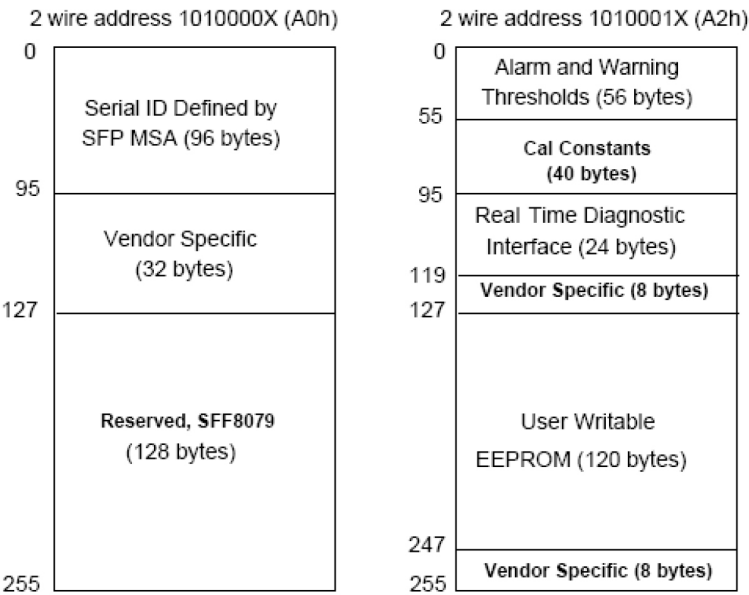 2 wire address 1010000X (A0h)
0
Serial ID Defined by
SFP MSA (96 bytes)
95
Vendor Specific
(32 bytes)
127
Reserved, SFF8079
(128 bytes)
255
2 wire address 1010001X (A2h)
0
Alarm and Warning
Thresholds (56 bytes)
55
Cal Constants
(40 bytes)
95
Real Time Diagnostic
Interface (24 bytes)
119
Vendor Specific (8 bytes)
127
User Writable
EEPROM (120 bytes)
247
Vendor Specific (8 bytes)
255